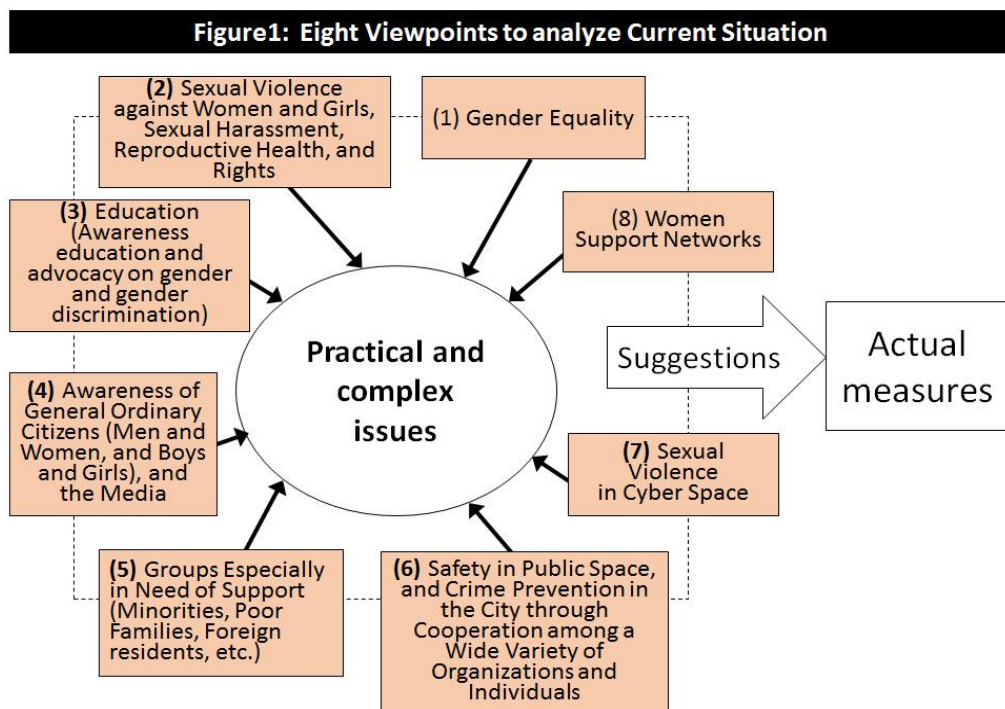 Figure1: Eight Viewpoints to analyze Current Situation
(2) Sexual Violence
against Women and Girls,
Sexual Harassment,
Reproductive Health, and
Rights
(1) Gender Equality
(3) Education
(Awareness
education and
advocacy on gender
and gender
discrimination)
(8) Women
Support Networks
Practical and
complex
issues
Suggestions
Actual
measures
(4) Awareness of
General Ordinary
Citizens (Men and
Women, and Boys
and Girls), and
the Media
(7) Sexual
Violence
in Cyber Space
(5) Groups Especially
in Need of Support
(Minorities, Poor
Families, Foreign
residents, etc.)
(6) Safety in Public Space,
and Crime Prevention in
the City through
Cooperation among a
Wide Variety of
Organizations and
Individuals